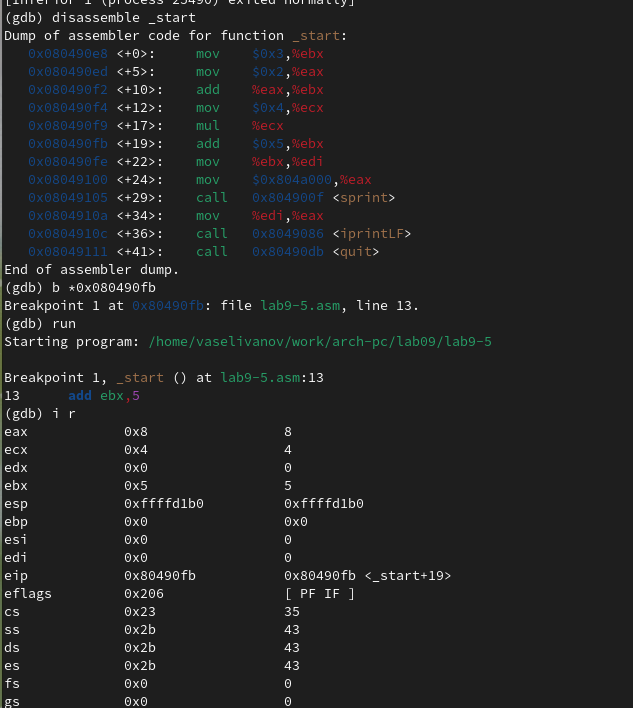 [Inferior 1 (process 25490) exited normally]
(gdb) disassemble _start
Dump of assembler code for function _start:
   0x080490e8 <+0>:     mov    $0x3,%ebx
   0x080490ed <+5>:     mov    $0x2,%eax
   0x080490f2 <+10>:    add    %eax,%ebx
   0x080490f4 <+12>:    mov    $0x4,%ecx
   0x080490f9 <+17>:    mul    %ecx
   0x080490fb <+19>:    add    $0x5,%ebx
   0x080490fe <+22>:    mov    %ebx,%edi
   0x08049100 <+24>:    mov    $0x804a000,%eax
   0x08049105 <+29>:    call   0x804900f <sprint>
   0x0804910a <+34>:    mov    %edi,%eax
   0x0804910c <+36>:    call   0x8049086 <iprintLF>
   0x08049111 <+41>:    call   0x80490db <quit>
End of assembler dump.
(gdb) b *0x080490fb
Breakpoint 1 at 0x80490fb: file lab9-5.asm, line 13.
(gdb) run
Starting program: /home/vaselivanov/work/arch-pc/lab09/lab9-5
Breakpoint 1, _start () at lab9-5.asm:13
13      add ebx,5
(gdb) i r
eax            0x8                 8
ecx            0x4                 4
edx            0x0                 0
ebx            0x5                 5
esp            0xffffd1b0          0xffffd1b0
ebp            0x0                 0x0
esi            0x0                 0
edi            0x0                 0
eip            0x80490fb           0x80490fb <_start+19>
eflags         0x206               [ PF IF ]
cs             0x23                35
ss             0x2b                43
ds             0x2b                43
es             0x2b                43
fs             0x0                 0
gs             0x0                 0